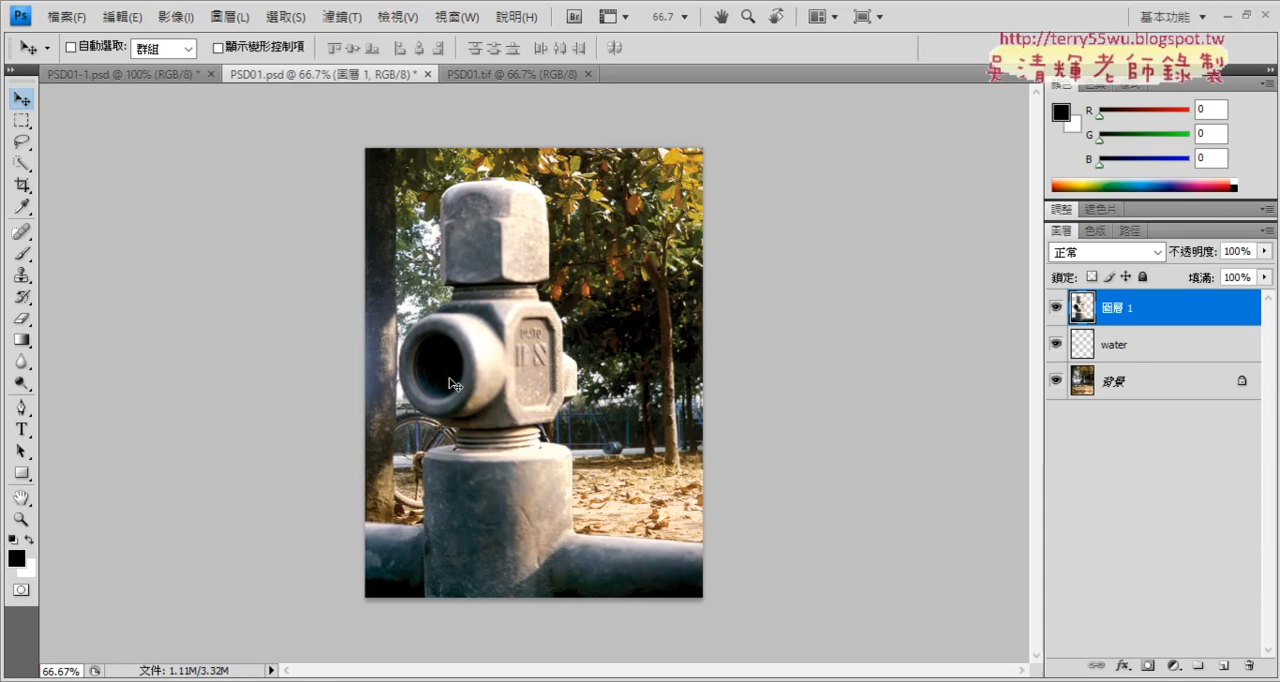 Ps 檔案(F) 編輯(E) 影像(I) 圖層(L) 選取(S) 濾鏡(T) 檢視(V) 視窗(W) 說明(H) Br 66.7 基本功能
自動選取: 群組 顯示變形控制項
http://terry55wu.blogspot.tw
吳清輝老師錄製
PSD01-1.psd @ 100% (RGB/8) * PSD01.psd @ 66.7% (圖層 1, RGB/8) * PSD01.tif @ 66.7% (RGB/8)
R 0
G 0
B 0
調整 遮色片
圖層 色版 路徑
正常 不透明度: 100%
鎖定: 填滿: 100%
圖層 1
water
背景
T
fx
66.67% 文件: 1.11M/3.32M